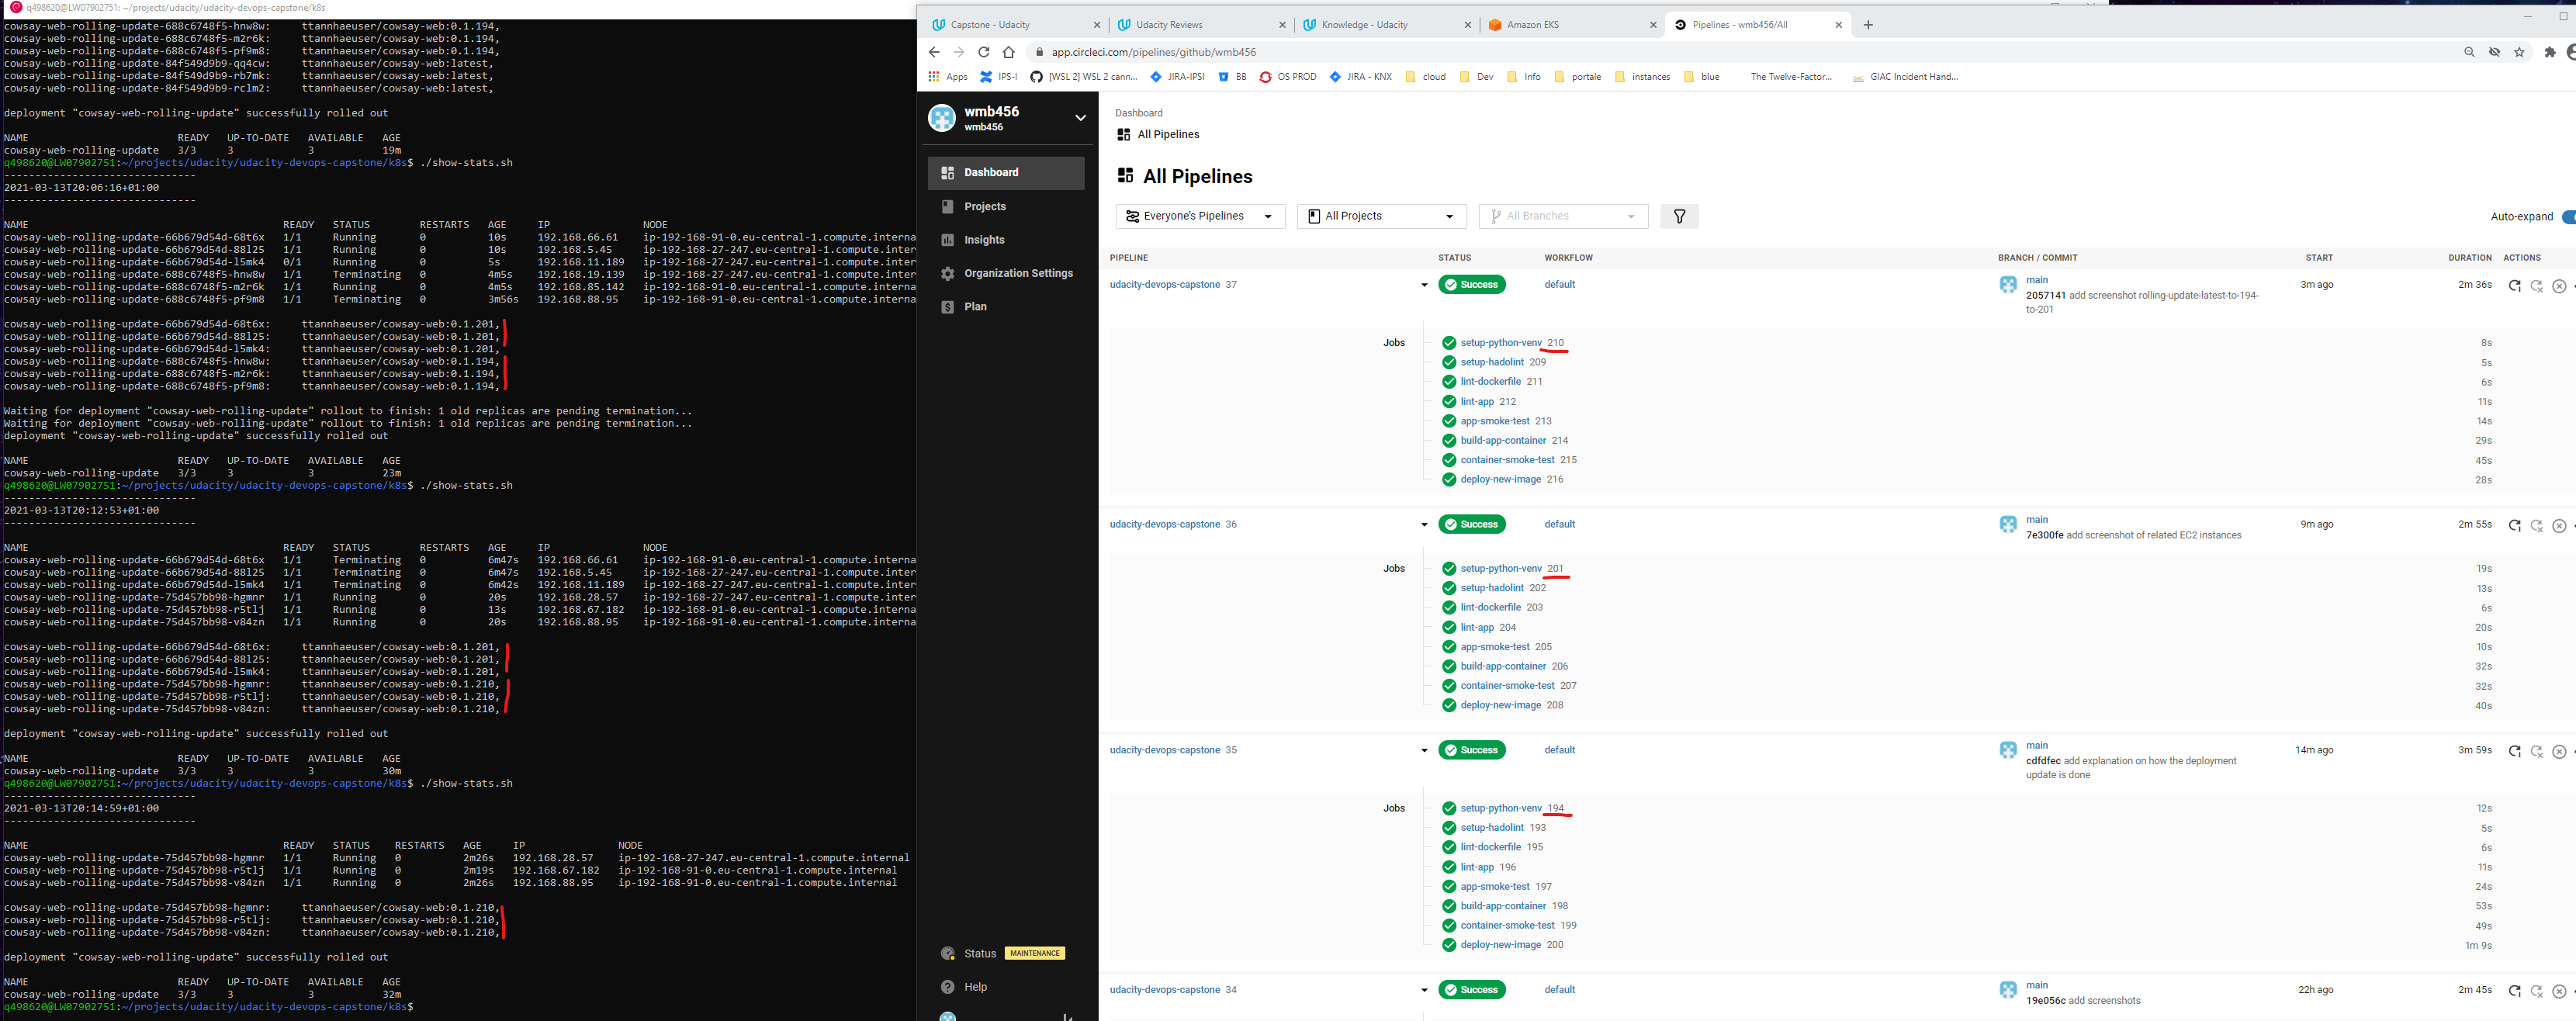 q498620@LW07902751: ~/projects/udacity/udacity-devops-capstone/k8s
cowsay-web-rolling-update-688c6748f5-hnw8w:     ttannhaeuser/cowsay-web:0.1.194,
cowsay-web-rolling-update-688c6748f5-m2r6k:     ttannhaeuser/cowsay-web:0.1.194,
cowsay-web-rolling-update-688c6748f5-pf9m8:     ttannhaeuser/cowsay-web:0.1.194,
cowsay-web-rolling-update-84f549d9b9-qq4cw:     ttannhaeuser/cowsay-web:latest,
cowsay-web-rolling-update-84f549d9b9-rb7mk:     ttannhaeuser/cowsay-web:latest,
cowsay-web-rolling-update-84f549d9b9-rclm2:     ttannhaeuser/cowsay-web:latest,
deployment "cowsay-web-rolling-update" successfully rolled out
NAME                        READY   UP-TO-DATE   AVAILABLE   AGE
cowsay-web-rolling-update   3/3     3            3           19m
q498620@LW07902751:~/projects/udacity/udacity-devops-capstone/k8s$ ./show-stats.sh
-------------------------------
2021-03-13T20:06:16+01:00
-------------------------------
NAME                                         READY   STATUS        RESTARTS   AGE     IP               NODE
cowsay-web-rolling-update-66b679d54d-68t6x   1/1     Running       0          10s     192.168.66.61    ip-192-168-91-0.eu-central-1.compute.interna
cowsay-web-rolling-update-66b679d54d-88l25   1/1     Running       0          10s     192.168.5.45     ip-192-168-27-247.eu-central-1.compute.inter
cowsay-web-rolling-update-66b679d54d-l5mk4   0/1     Running       0          5s      192.168.11.189   ip-192-168-27-247.eu-central-1.compute.inter
cowsay-web-rolling-update-688c6748f5-hnw8w   1/1     Terminating   0          4m5s    192.168.19.139   ip-192-168-27-247.eu-central-1.compute.inter
cowsay-web-rolling-update-688c6748f5-m2r6k   1/1     Running       0          4m5s    192.168.85.142   ip-192-168-91-0.eu-central-1.compute.interna
cowsay-web-rolling-update-688c6748f5-pf9m8   1/1     Terminating   0          3m56s   192.168.88.95    ip-192-168-91-0.eu-central-1.compute.interna
cowsay-web-rolling-update-66b679d54d-68t6x:     ttannhaeuser/cowsay-web:0.1.201,
cowsay-web-rolling-update-66b679d54d-88l25:     ttannhaeuser/cowsay-web:0.1.201,
cowsay-web-rolling-update-66b679d54d-l5mk4:     ttannhaeuser/cowsay-web:0.1.201,
cowsay-web-rolling-update-688c6748f5-hnw8w:     ttannhaeuser/cowsay-web:0.1.194,
cowsay-web-rolling-update-688c6748f5-m2r6k:     ttannhaeuser/cowsay-web:0.1.194,
cowsay-web-rolling-update-688c6748f5-pf9m8:     ttannhaeuser/cowsay-web:0.1.194,
Waiting for deployment "cowsay-web-rolling-update" rollout to finish: 1 old replicas are pending termination...
Waiting for deployment "cowsay-web-rolling-update" rollout to finish: 1 old replicas are pending termination...
deployment "cowsay-web-rolling-update" successfully rolled out
NAME                        READY   UP-TO-DATE   AVAILABLE   AGE
cowsay-web-rolling-update   3/3     3            3           23m
q498620@LW07902751:~/projects/udacity/udacity-devops-capstone/k8s$ ./show-stats.sh
-------------------------------
2021-03-13T20:12:53+01:00
-------------------------------
NAME                                         READY   STATUS        RESTARTS   AGE     IP               NODE
cowsay-web-rolling-update-66b679d54d-68t6x   1/1     Terminating   0          6m47s   192.168.66.61    ip-192-168-91-0.eu-central-1.compute.interna
cowsay-web-rolling-update-66b679d54d-88l25   1/1     Terminating   0          6m47s   192.168.5.45     ip-192-168-27-247.eu-central-1.compute.inter
cowsay-web-rolling-update-66b679d54d-l5mk4   1/1     Terminating   0          6m42s   192.168.11.189   ip-192-168-27-247.eu-central-1.compute.inter
cowsay-web-rolling-update-75d457bb98-hgmnr   1/1     Running       0          20s     192.168.28.57    ip-192-168-27-247.eu-central-1.compute.inter
cowsay-web-rolling-update-75d457bb98-r5tlj   1/1     Running       0          13s     192.168.67.182   ip-192-168-91-0.eu-central-1.compute.interna
cowsay-web-rolling-update-75d457bb98-v84zn   1/1     Running       0          20s     192.168.88.95    ip-192-168-91-0.eu-central-1.compute.interna
cowsay-web-rolling-update-66b679d54d-68t6x:     ttannhaeuser/cowsay-web:0.1.201,
cowsay-web-rolling-update-66b679d54d-88l25:     ttannhaeuser/cowsay-web:0.1.201,
cowsay-web-rolling-update-66b679d54d-l5mk4:     ttannhaeuser/cowsay-web:0.1.201,
cowsay-web-rolling-update-75d457bb98-hgmnr:     ttannhaeuser/cowsay-web:0.1.210,
cowsay-web-rolling-update-75d457bb98-r5tlj:     ttannhaeuser/cowsay-web:0.1.210,
cowsay-web-rolling-update-75d457bb98-v84zn:     ttannhaeuser/cowsay-web:0.1.210,
deployment "cowsay-web-rolling-update" successfully rolled out
NAME                        READY   UP-TO-DATE   AVAILABLE   AGE
cowsay-web-rolling-update   3/3     3            3           30m
q498620@LW07902751:~/projects/udacity/udacity-devops-capstone/k8s$ ./show-stats.sh
-------------------------------
2021-03-13T20:14:59+01:00
-------------------------------
NAME                                         READY   STATUS    RESTARTS   AGE     IP               NODE
cowsay-web-rolling-update-75d457bb98-hgmnr   1/1     Running   0          2m26s   192.168.28.57    ip-192-168-27-247.eu-central-1.compute.internal
cowsay-web-rolling-update-75d457bb98-r5tlj   1/1     Running   0          2m19s   192.168.67.182   ip-192-168-91-0.eu-central-1.compute.internal
cowsay-web-rolling-update-75d457bb98-v84zn   1/1     Running   0          2m26s   192.168.88.95    ip-192-168-91-0.eu-central-1.compute.internal
cowsay-web-rolling-update-75d457bb98-hgmnr:     ttannhaeuser/cowsay-web:0.1.210,
cowsay-web-rolling-update-75d457bb98-r5tlj:     ttannhaeuser/cowsay-web:0.1.210,
cowsay-web-rolling-update-75d457bb98-v84zn:     ttannhaeuser/cowsay-web:0.1.210,
deployment "cowsay-web-rolling-update" successfully rolled out
NAME                        READY   UP-TO-DATE   AVAILABLE   AGE
cowsay-web-rolling-update   3/3     3            3           32m
q498620@LW07902751:~/projects/udacity/udacity-devops-capstone/k8s$
Capstone - Udacity   Udacity Reviews   Knowledge - Udacity   Amazon EKS   Pipelines - wmb456/All
app.circleci.com/pipelines/github/wmb456
Apps   IPS-I   [WSL 2] WSL 2 cann...   JIRA-IPSI   BB   OS PROD   JIRA - KNX   cloud   Dev   Info   portale   instances   blue   The Twelve-Factor...   GIAC Incident Hand...
wmb456
wmb456
Dashboard
Projects
Insights
Organization Settings
Plan
Status MAINTENANCE
Help
Dashboard
All Pipelines
All Pipelines
Everyone's Pipelines   All Projects   All Branches   Auto-expand
PIPELINE   STATUS   WORKFLOW   BRANCH / COMMIT   START   DURATION   ACTIONS
udacity-devops-capstone 37   Success   default   main   3m ago   2m 36s
2057141 add screenshot rolling-update-latest-to-194-
to-201
Jobs   setup-python-venv 210   8s
setup-hadolint 209   5s
lint-dockerfile 211   6s
lint-app 212   11s
app-smoke-test 213   14s
build-app-container 214   29s
container-smoke-test 215   45s
deploy-new-image 216   28s
udacity-devops-capstone 36   Success   default   main   9m ago   2m 55s
7e300fe add screenshot of related EC2 instances
Jobs   setup-python-venv 201   19s
setup-hadolint 202   13s
lint-dockerfile 203   6s
lint-app 204   20s
app-smoke-test 205   10s
build-app-container 206   32s
container-smoke-test 207   32s
deploy-new-image 208   40s
udacity-devops-capstone 35   Success   default   main   14m ago   3m 59s
cdfdfec add explanation on how the deployment
update is done
Jobs   setup-python-venv 194   12s
setup-hadolint 193   5s
lint-dockerfile 195   6s
lint-app 196   11s
app-smoke-test 197   24s
build-app-container 198   53s
container-smoke-test 199   49s
deploy-new-image 200   1m 9s
udacity-devops-capstone 34   Success   default   main   22h ago   2m 45s
19e056c add screenshots